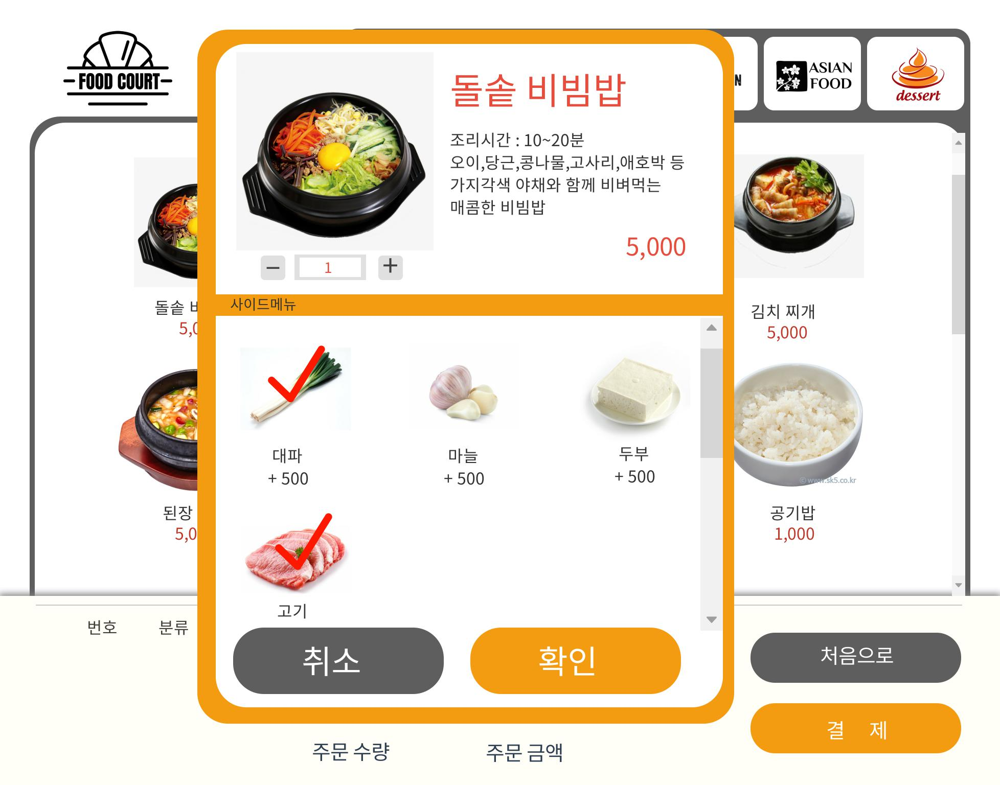 FOOD COURT
N
ASIAN
FOOD
dessert
돌솥 비빔밥
조리시간 : 10~20분
오이,당근,콩나물,고사리,애호박 등
가지각색 야채와 함께 비벼먹는
매콤한 비빔밥
5,000
− 1 +
사이드메뉴
대파
+ 500
마늘
+ 500
두부
+ 500
고기
취소
확인
돌솥
5,0
김치 찌개
5,000
된장
5,0
© www.sk5.co.kr
공기밥
1,000
번호
분류
처음으로
결 제
주문 수량
주문 금액